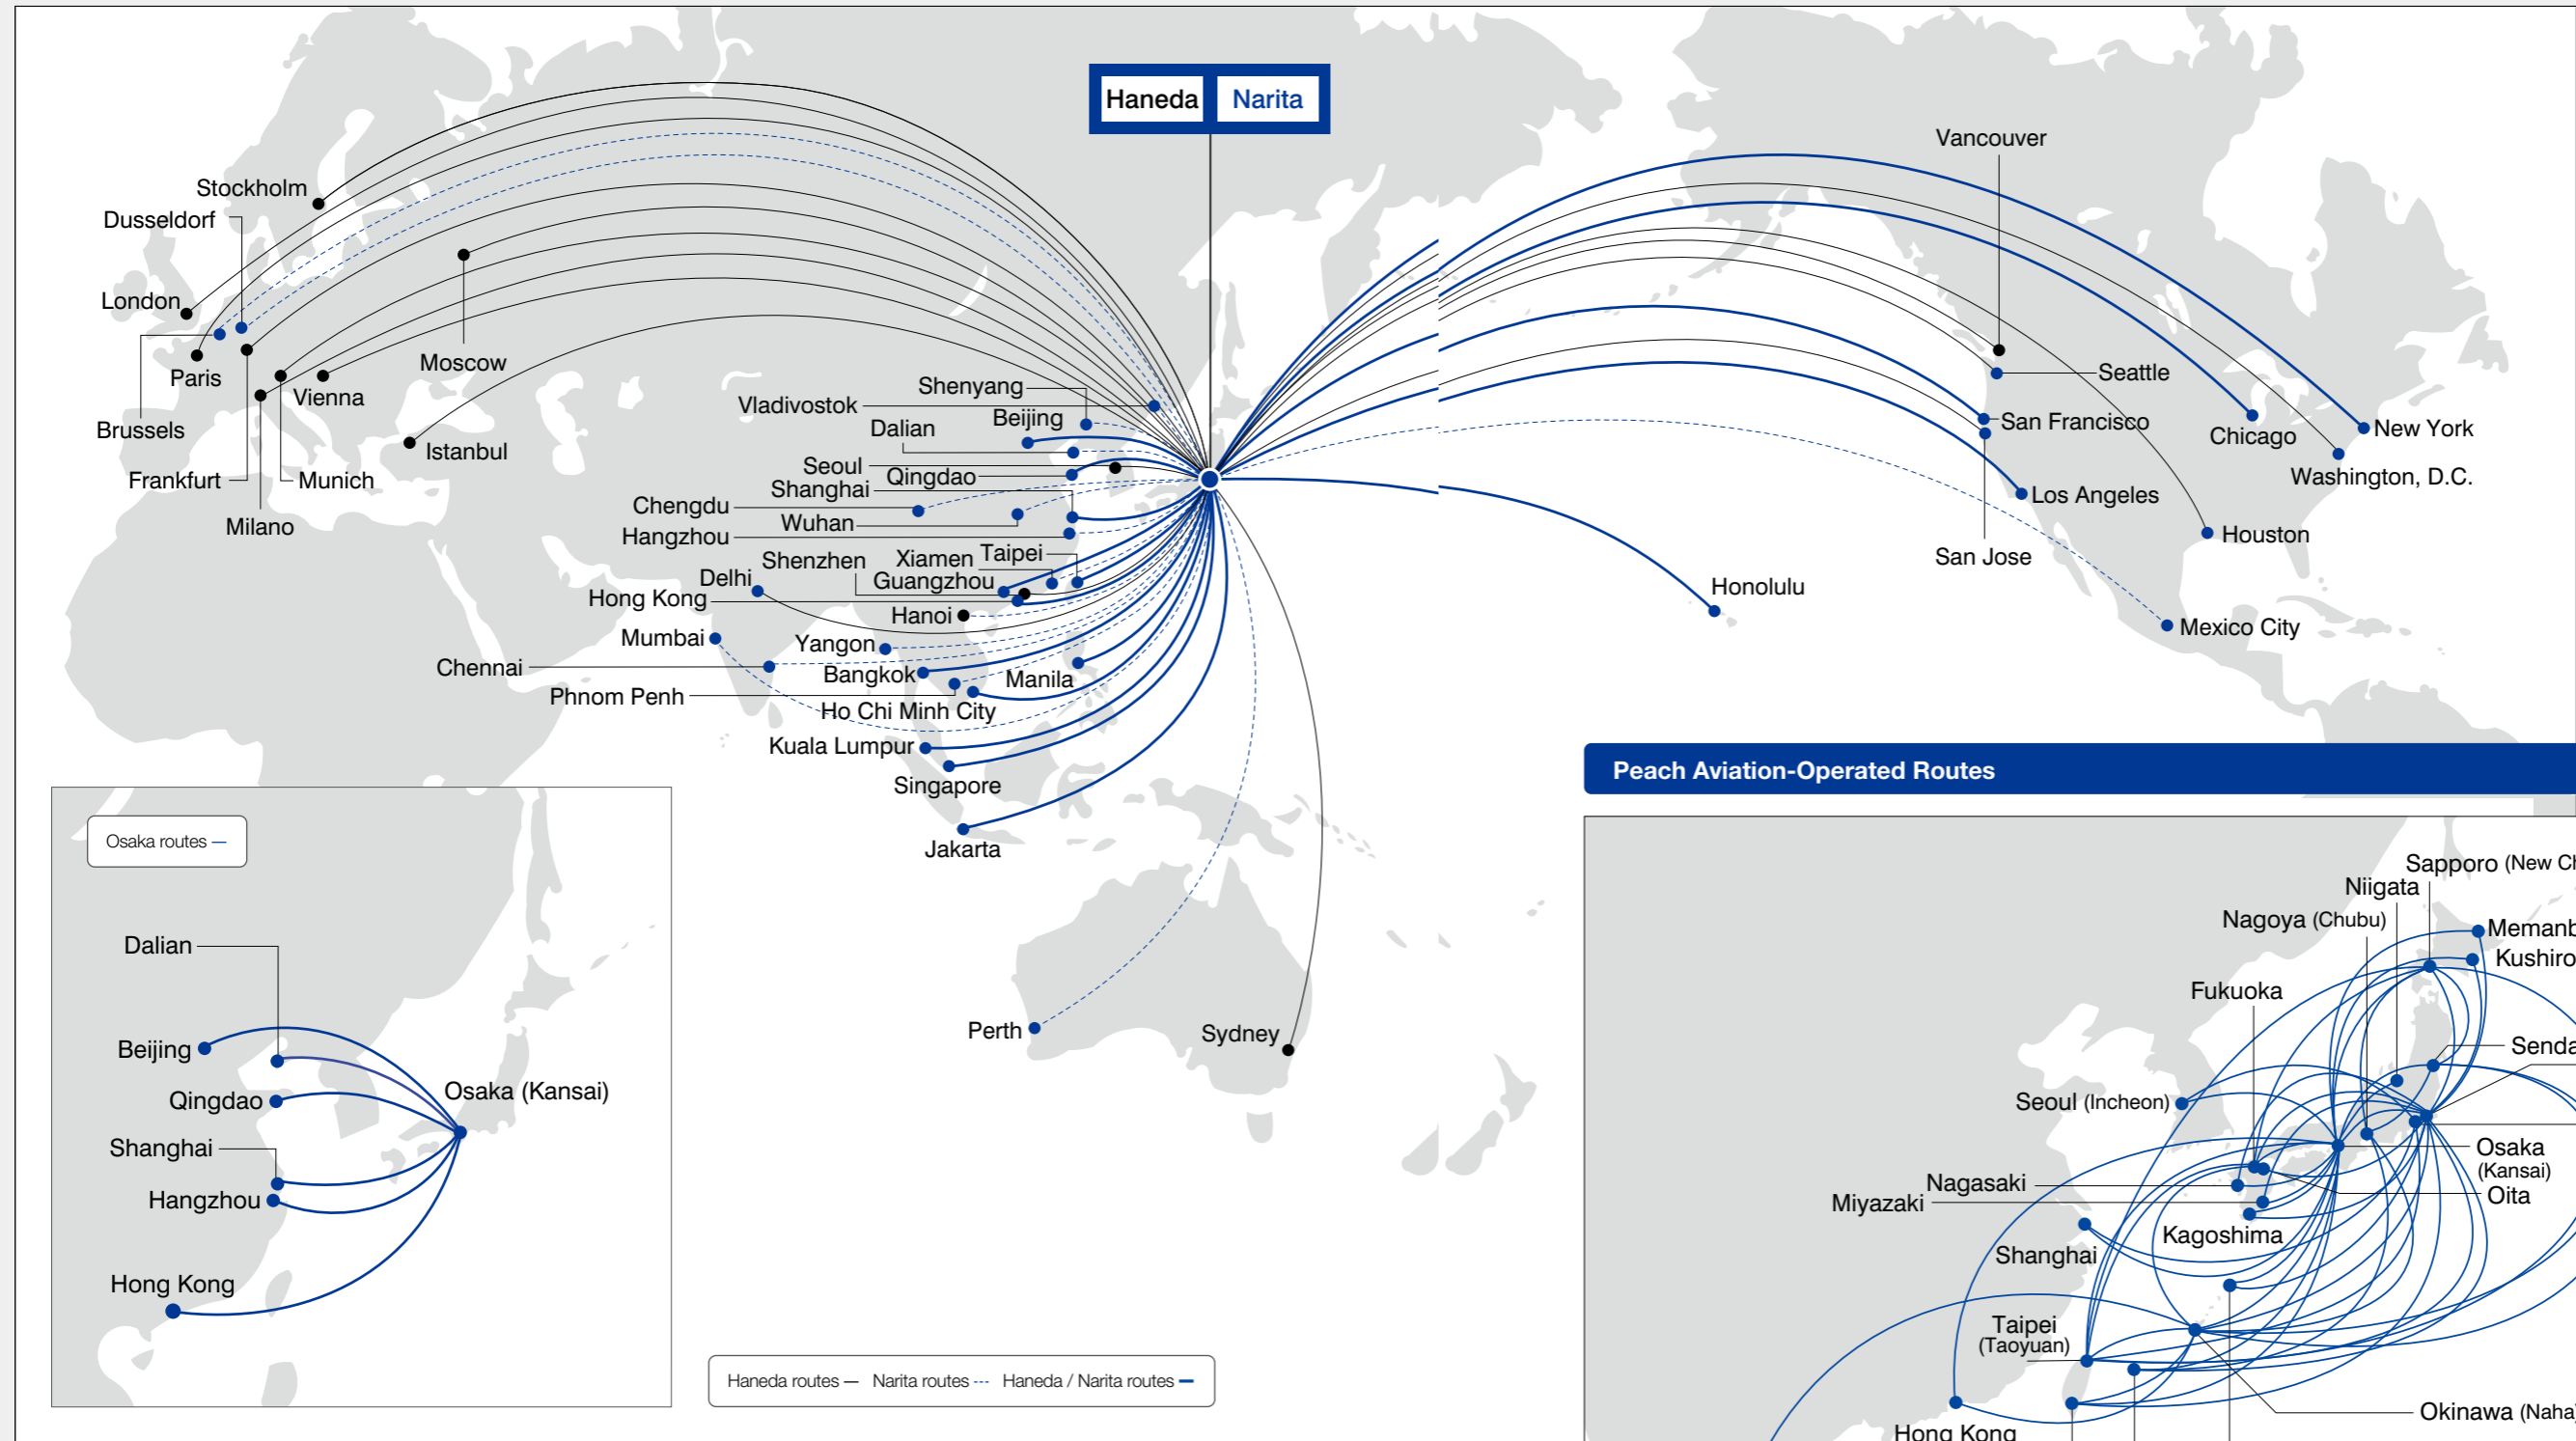 Haneda
Narita
Vancouver
Stockholm
Dusseldorf
London
Moscow
Paris
Vienna
Brussels
Istanbul
Frankfurt
Munich
Milano
Shenyang
Vladivostok
Beijing
Dalian
Seoul
Qingdao
Shanghai
Chengdu
Wuhan
Hangzhou
Taipei
Shenzhen
Xiamen
Guangzhou
Delhi
Hong Kong
Hanoi
Mumbai
Yangon
Chennai
Bangkok
Manila
Phnom Penh
Ho Chi Minh City
Kuala Lumpur
Singapore
Jakarta
Perth
Sydney
Seattle
San Francisco
Chicago
New York
Washington, D.C.
Los Angeles
Houston
San Jose
Honolulu
Mexico City
Osaka routes
Dalian
Beijing
Qingdao
Osaka (Kansai)
Shanghai
Hangzhou
Hong Kong
Haneda routes
Narita routes
Haneda / Narita routes
Peach Aviation-Operated Routes
Sapporo (New
Niigata
Nagoya (Chubu)
Kushiro
Fukuoka
Seoul (Incheon)
Osaka
(Kansai)
Nagasaki
Oita
Miyazaki
Kagoshima
Shanghai
Taipei
(Taoyuan)
Okinawa (Naha)
Hong Kong